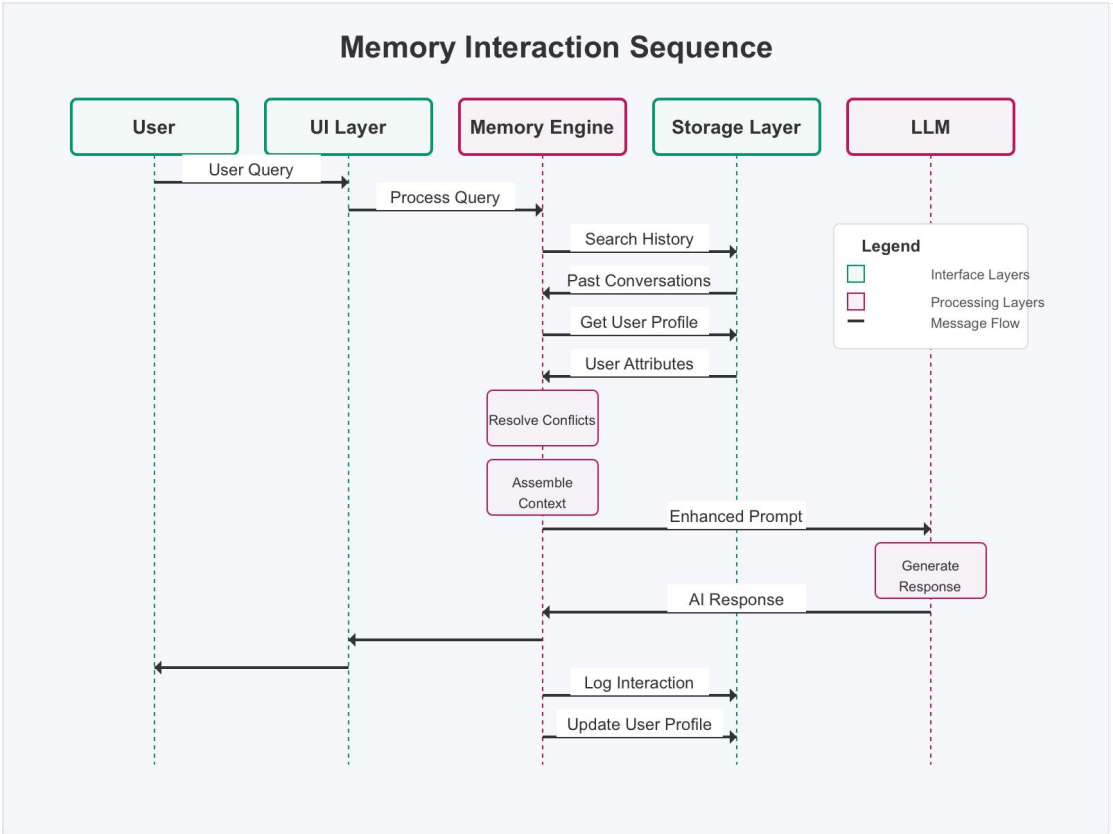 Memory Interaction Sequence
User
UI Layer
Memory Engine
Storage Layer
LLM
User Query
Process Query
Search History
Past Conversations
Get User Profile
User Attributes
Legend
Interface Layers
Processing Layers
Message Flow
Resolve Conflicts
Assemble
Context
Enhanced Prompt
Generate
Response
AI Response
Log Interaction
Update User Profile